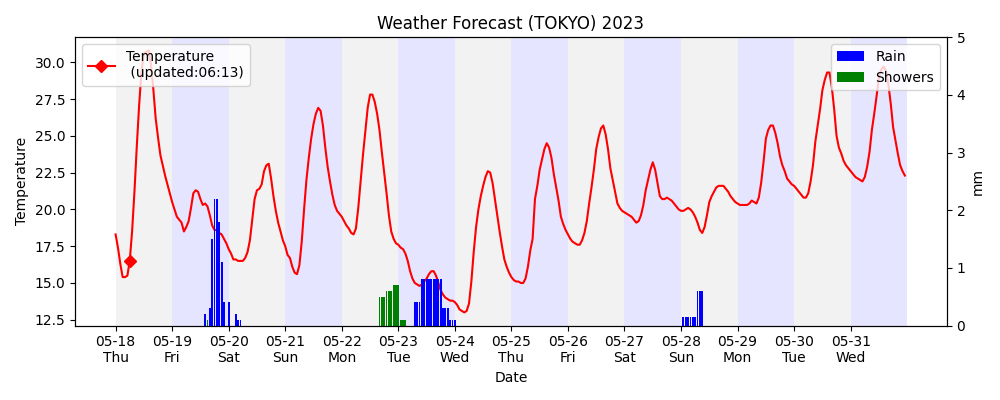 Weather Forecast (TOKYO) 2023
Temperature
(updated:06:13)
Rain
Showers
Temperature
30.0
27.5
25.0
22.5
20.0
17.5
15.0
12.5
5
4
3
2
1
0
mm
05-18 05-19 05-20 05-21 05-22 05-23 05-24 05-25 05-26 05-27 05-28 05-29 05-30 05-31
Thu Fri Sat Sun Mon Tue Wed Thu Fri Sat Sun Mon Tue Wed
Date